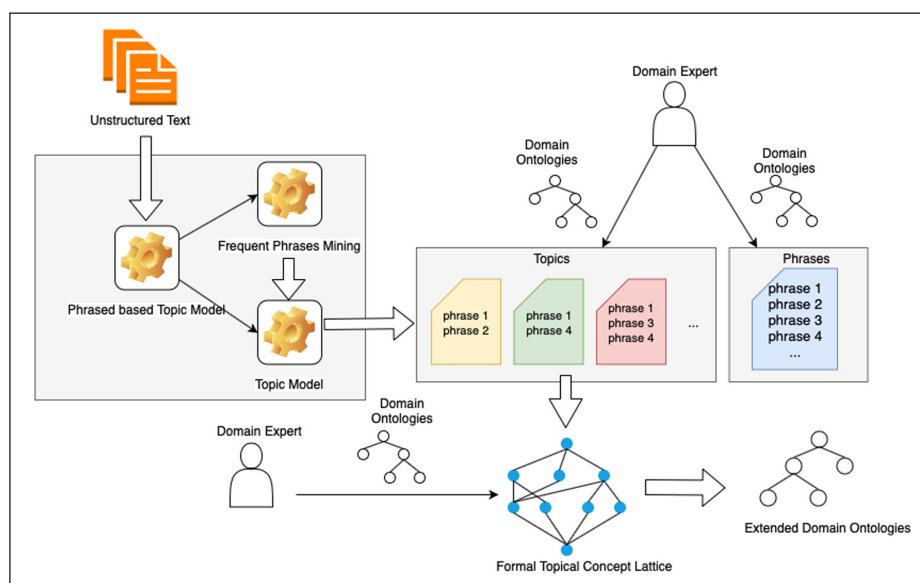 Unstructured Text
Domain Expert
Domain
Ontologies
Domain
Ontologies
Frequent Phrases Mining
Phrased based Topic Model
Topic Model
Topics
phrase 1
phrase 2
phrase 1
phrase 4
phrase 1
phrase 3
phrase 4
...
Phrases
phrase 1
phrase 2
phrase 3
phrase 4
...
Domain Expert
Domain
Ontologies
Formal Topical Concept Lattice
Extended Domain Ontologies